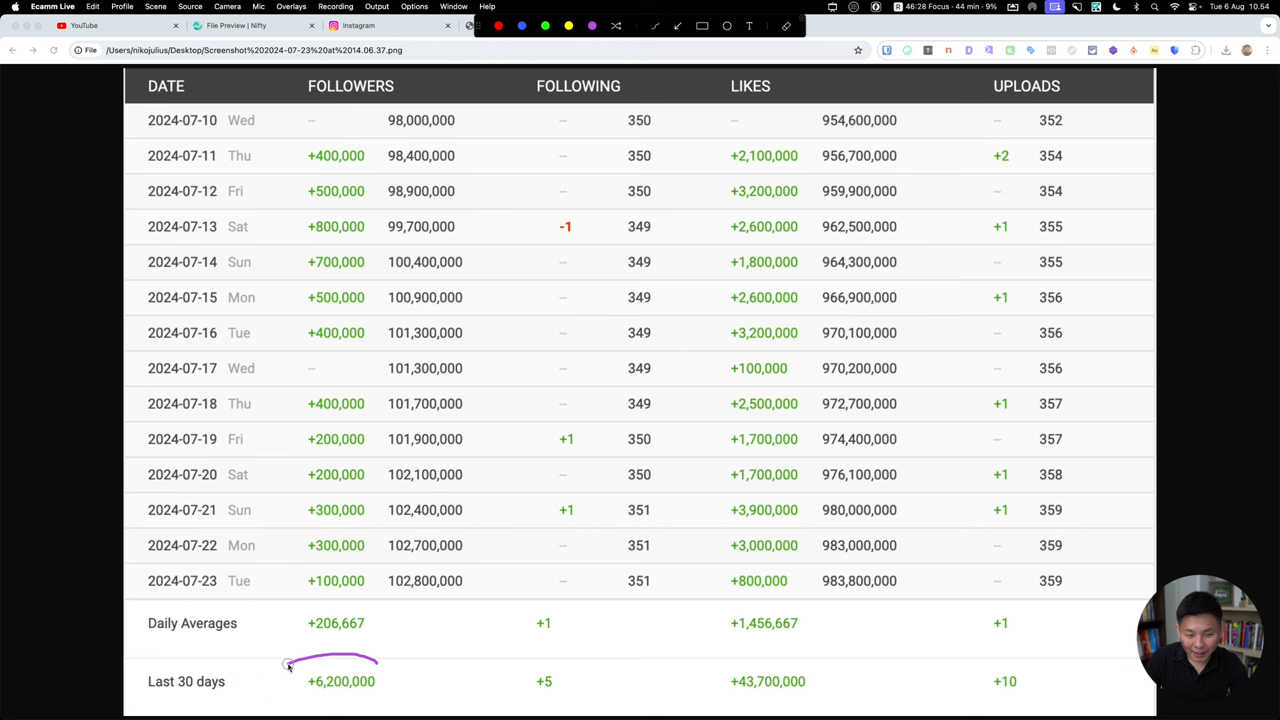 Ecamm Live Edit Profile Scene Sources Camera Mic Overlays Recording Output Options Window Help 46:28 Focus - 44 min - 9% Tue 6 Aug 10.54
YouTube File Preview | Nifty Instagram
File /Users/nikojulius/Desktop/Screenshot%202024-07-23%20at%2014.06.37.png
DATE FOLLOWERS FOLLOWING LIKES UPLOADS
2024-07-10 Wed -- 98,000,000 -- 350 -- 954,600,000 -- 352
2024-07-11 Thu +400,000 98,400,000 -- 350 +2,100,000 956,700,000 +2 354
2024-07-12 Fri +500,000 98,900,000 -- 350 +3,200,000 959,900,000 -- 354
2024-07-13 Sat +800,000 99,700,000 -1 349 +2,600,000 962,500,000 +1 355
2024-07-14 Sun +700,000 100,400,000 -- 349 +1,800,000 964,300,000 -- 355
2024-07-15 Mon +500,000 100,900,000 -- 349 +2,600,000 966,900,000 +1 356
2024-07-16 Tue +400,000 101,300,000 -- 349 +3,200,000 970,100,000 -- 356
2024-07-17 Wed -- 101,300,000 -- 349 +100,000 970,200,000 -- 356
2024-07-18 Thu +400,000 101,700,000 -- 349 +2,500,000 972,700,000 +1 357
2024-07-19 Fri +200,000 101,900,000 +1 350 +1,700,000 974,400,000 -- 357
2024-07-20 Sat +200,000 102,100,000 -- 350 +1,700,000 976,100,000 +1 358
2024-07-21 Sun +300,000 102,400,000 +1 351 +3,900,000 980,000,000 +1 359
2024-07-22 Mon +300,000 102,700,000 -- 351 +3,000,000 983,000,000 -- 359
2024-07-23 Tue +100,000 102,800,000 -- 351 +800,000 983,800,000 -- 359
Daily Averages +206,667 +1 +1,456,667 +1
Last 30 days +6,200,000 +5 +43,700,000 +10